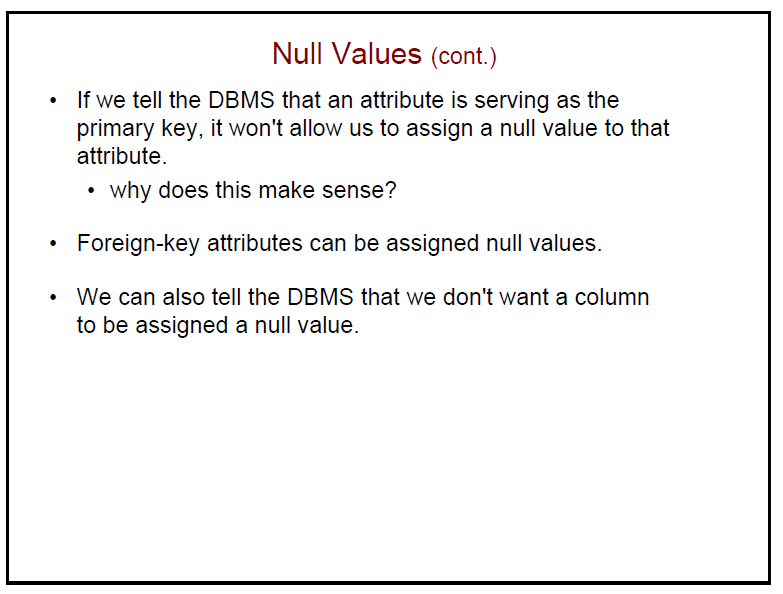 Null Values (cont.)
• If we tell the DBMS that an attribute is serving as the
primary key, it won't allow us to assign a null value to that
attribute.
• why does this make sense?
• Foreign-key attributes can be assigned null values.
• We can also tell the DBMS that we don't want a column
to be assigned a null value.